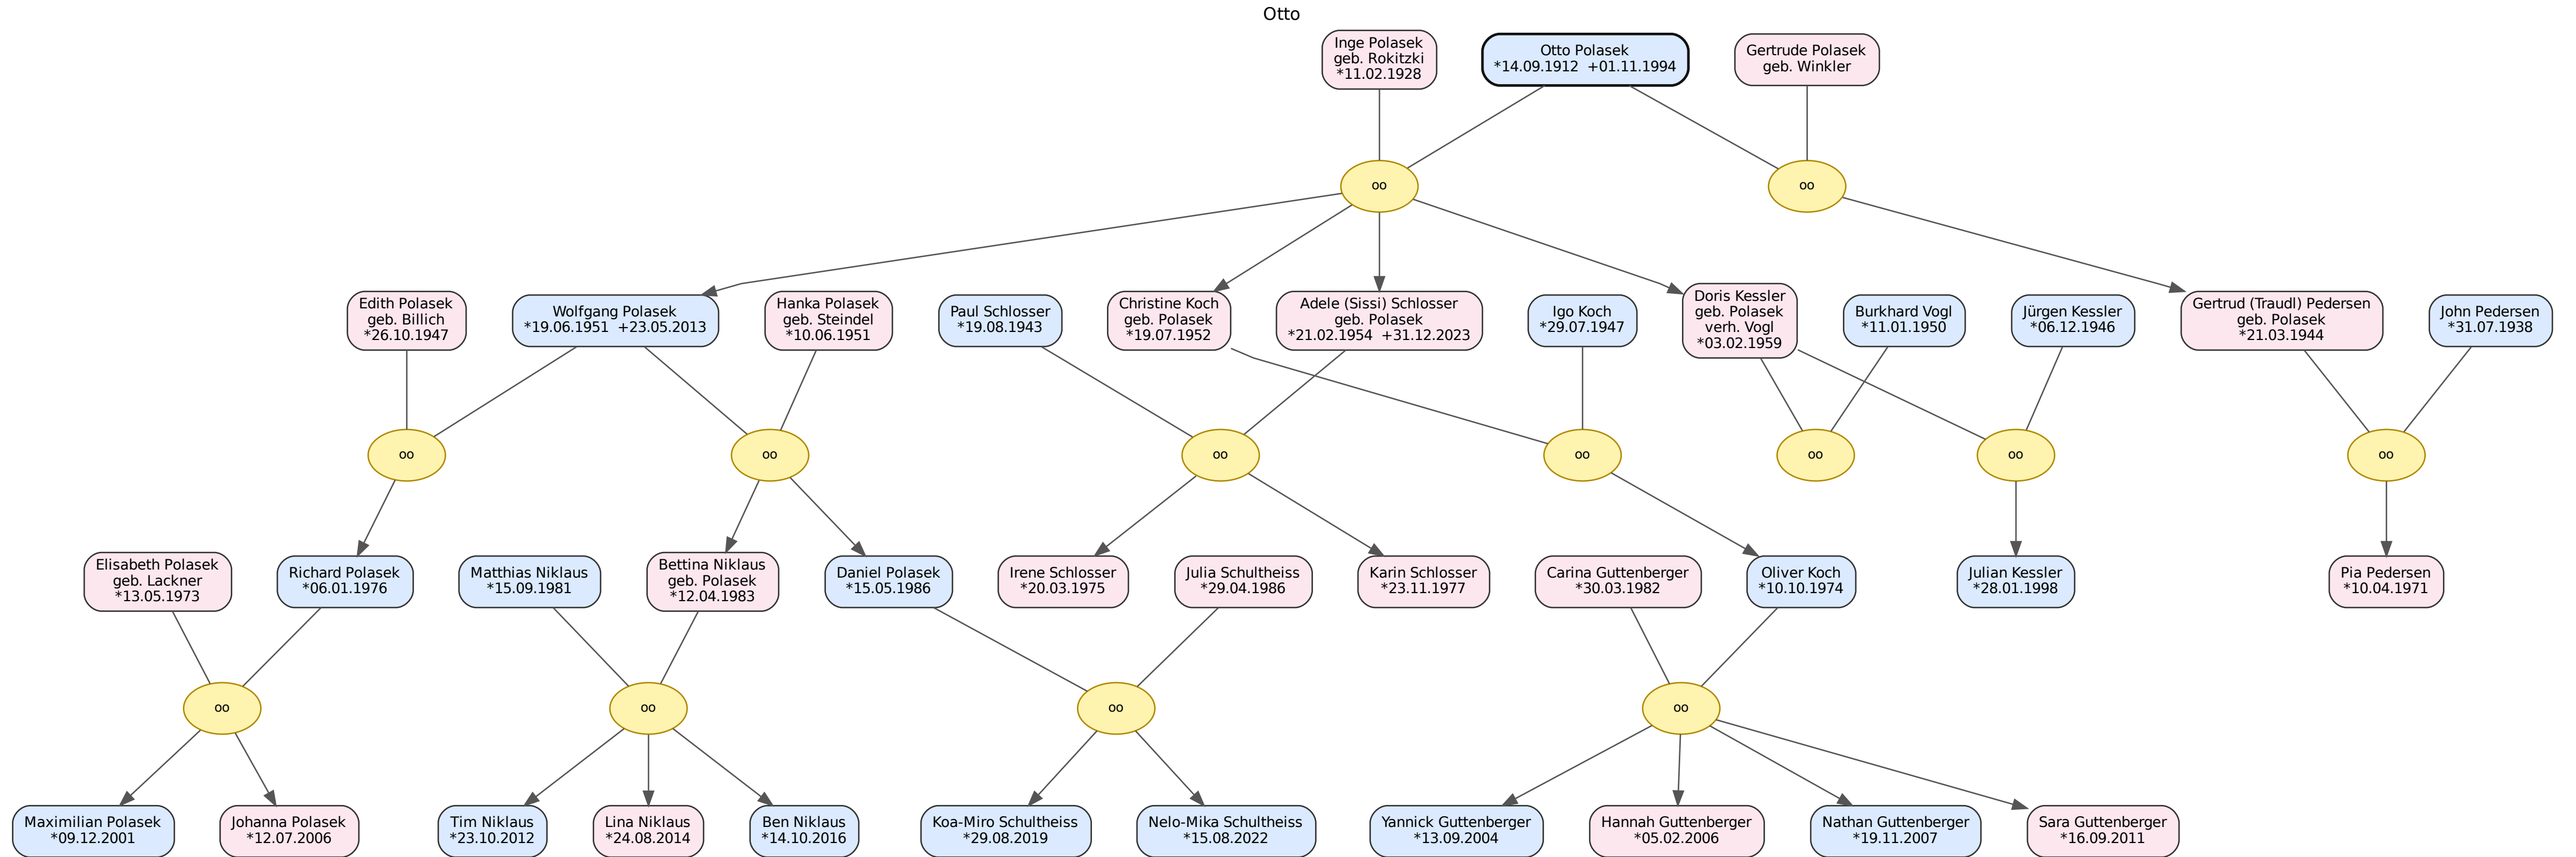 Otto
Inge Polasek
geb. Rokitzki
*11.02.1928
Otto Polasek
*14.09.1912  +01.11.1994
Gertrude Polasek
geb. Winkler
oo
oo
Edith Polasek
geb. Billich
*26.10.1947
Wolfgang Polasek
*19.06.1951  +23.05.2013
Hanka Polasek
geb. Steindel
*10.06.1951
Paul Schlosser
*19.08.1943
Christine Koch
geb. Polasek
*19.07.1952
Adele (Sissi) Schlosser
geb. Polasek
*21.02.1954  +31.12.2023
Igo Koch
*29.07.1947
Doris Kessler
geb. Polasek
verh. Vogl
*03.02.1959
Burkhard Vogl
*11.01.1950
Jürgen Kessler
*06.12.1946
Gertrud (Traudl) Pedersen
geb. Polasek
*21.03.1944
John Pedersen
*31.07.1938
oo
oo
oo
oo
oo
oo
oo
Elisabeth Polasek
geb. Lackner
*13.05.1973
Richard Polasek
*06.01.1976
Matthias Niklaus
*15.09.1981
Bettina Niklaus
geb. Polasek
*12.04.1983
Daniel Polasek
*15.05.1986
Irene Schlosser
*20.03.1975
Julia Schultheiss
*29.04.1986
Karin Schlosser
*23.11.1977
Carina Guttenberger
*30.03.1982
Oliver Koch
*10.10.1974
Julian Kessler
*28.01.1998
Pia Pedersen
*10.04.1971
oo
oo
oo
oo
Maximilian Polasek
*09.12.2001
Johanna Polasek
*12.07.2006
Tim Niklaus
*23.10.2012
Lina Niklaus
*24.08.2014
Ben Niklaus
*14.10.2016
Koa-Miro Schultheiss
*29.08.2019
Nelo-Mika Schultheiss
*15.08.2022
Yannick Guttenberger
*13.09.2004
Hannah Guttenberger
*05.02.2006
Nathan Guttenberger
*19.11.2007
Sara Guttenberger
*16.09.2011